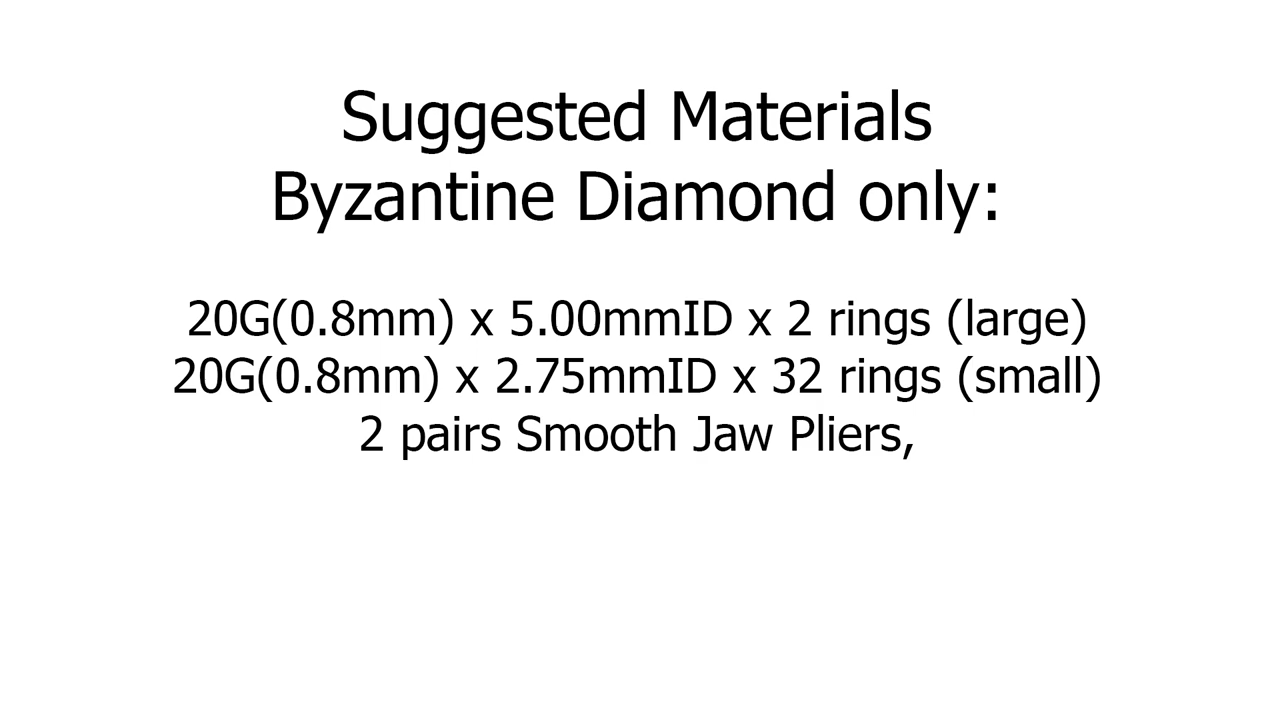 Suggested Materials
Byzantine Diamond only:
20G(0.8mm) x 5.00mmID x 2 rings (large)
20G(0.8mm) x 2.75mmID x 32 rings (small)
2 pairs Smooth Jaw Pliers,